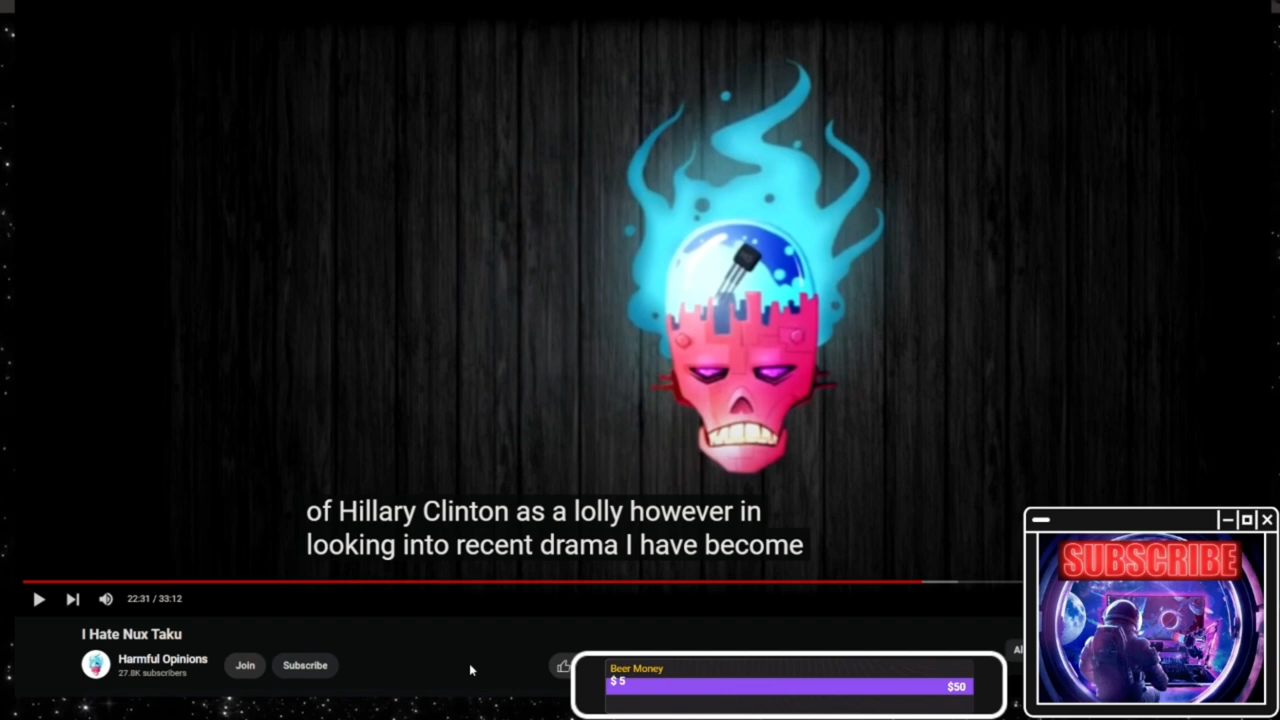 of Hillary Clinton as a lolly however in
looking into recent drama I have become
SUBSCRIBE
22:31 / 33:12
I Hate Nux Taku
Harmful Opinions
27.8K subscribers
Join
Subscribe
Beer Money
$ 5
$50